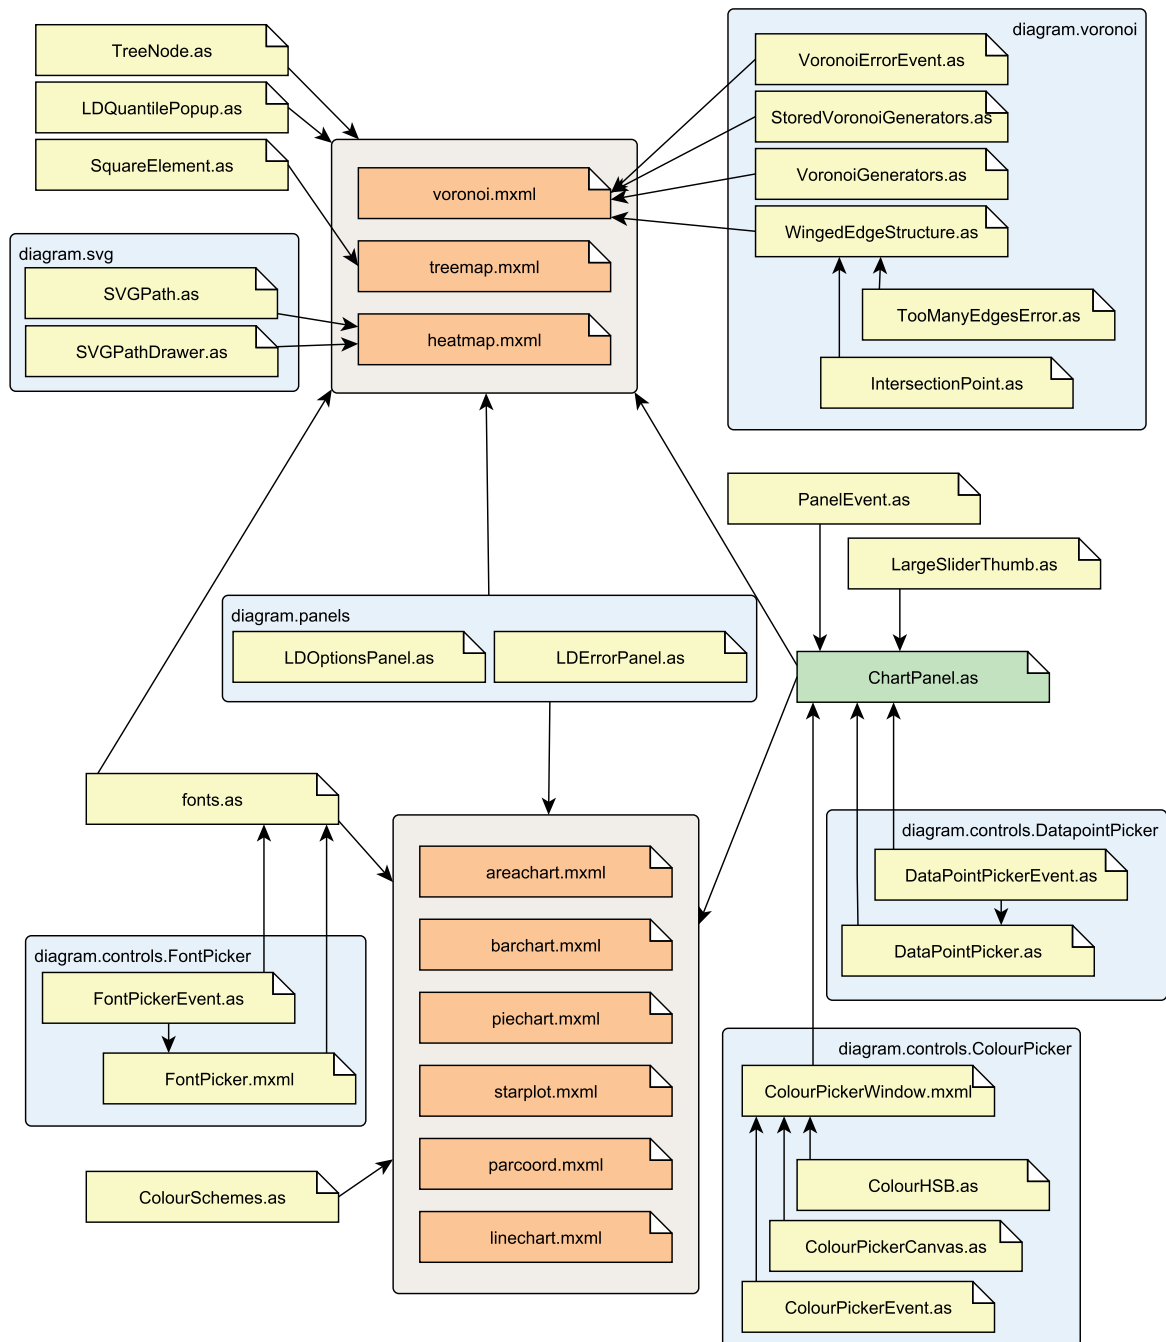 TreeNode.as
LDQuantilePopup.as
SquareElement.as
diagram.voronoi
VoronoiErrorEvent.as
StoredVoronoiGenerators.as
VoronoiGenerators.as
WingedEdgeStructure.as
TooManyEdgesError.as
IntersectionPoint.as
voronoi.mxml
treemap.mxml
heatmap.mxml
diagram.svg
SVGPath.as
SVGPathDrawer.as
PanelEvent.as
LargeSliderThumb.as
ChartPanel.as
diagram.panels
LDOptionsPanel.as
LDErrorPanel.as
fonts.as
diagram.controls.FontPicker
FontPickerEvent.as
FontPicker.mxml
ColourSchemes.as
areachart.mxml
barchart.mxml
piechart.mxml
starplot.mxml
parcoord.mxml
linechart.mxml
diagram.controls.DatapointPicker
DataPointPickerEvent.as
DataPointPicker.as
diagram.controls.ColourPicker
ColourPickerWindow.mxml
ColourHSB.as
ColourPickerCanvas.as
ColourPickerEvent.as